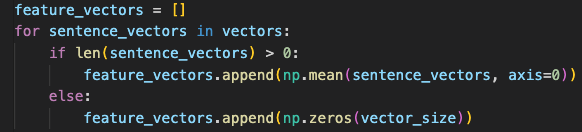 feature_vectors = []
for sentence_vectors in vectors:
    if len(sentence_vectors) > 0:
        feature_vectors.append(np.mean(sentence_vectors, axis=0))
    else:
        feature_vectors.append(np.zeros(vector_size))